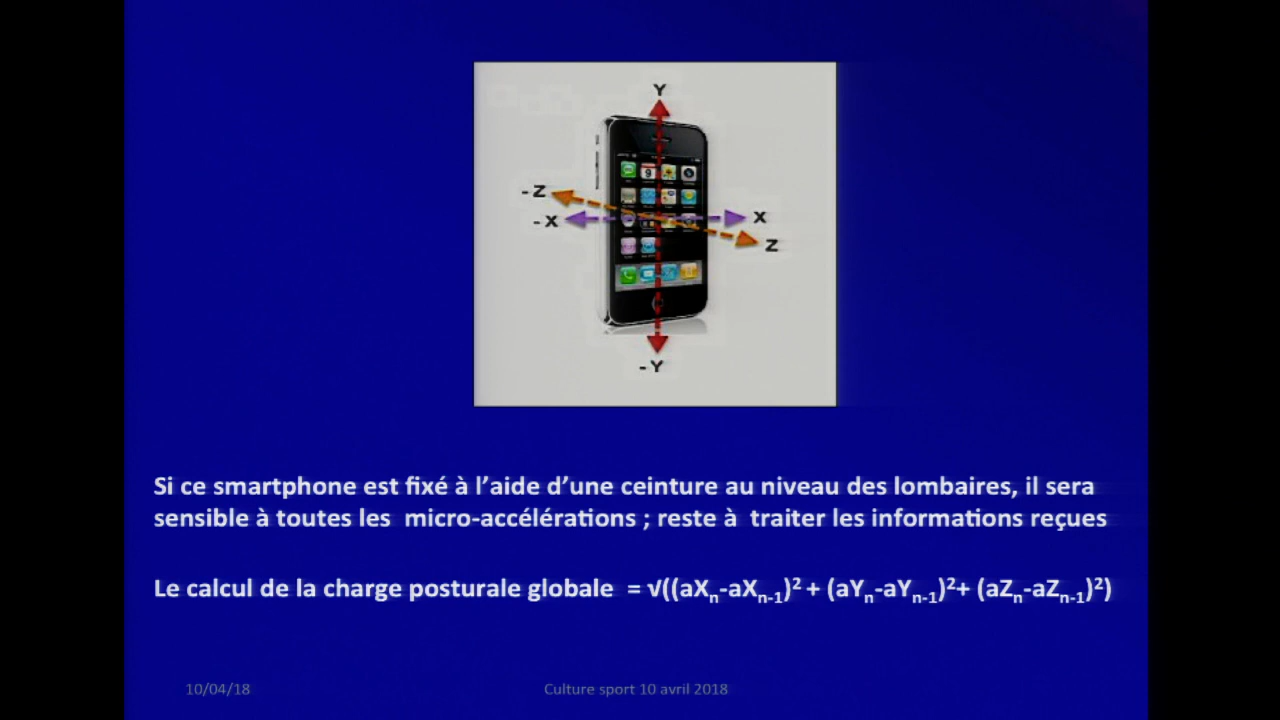 Y
- Z
- X
X
Z
- Y
Si ce smartphone est fixé à l’aide d’une ceinture au niveau des lombaires, il sera
sensible à toutes les micro-accélérations ; reste à traiter les informations reçues
Le calcul de la charge posturale globale = √((aXn-aXn-1)² + (aYn-aYn-1)²+ (aZn-aZn-1)²)
10/04/18
Culture sport 10 avril 2018